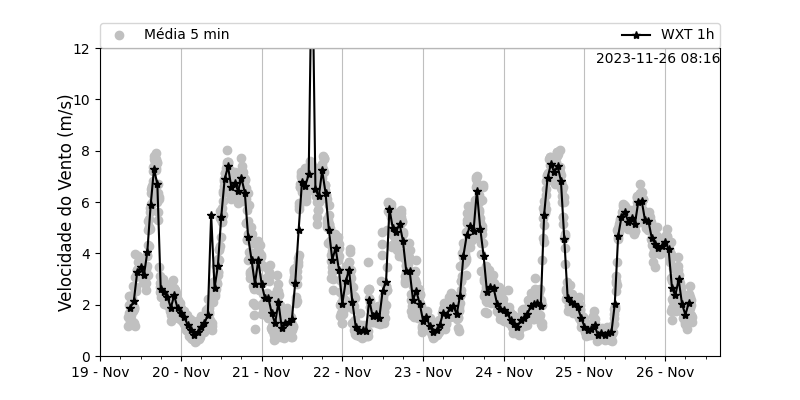 Média 5 min
WXT 1h
2023-11-26 08:16
Velocidade do Vento (m/s)
12
10
8
6
4
2
0
19 - Nov
20 - Nov
21 - Nov
22 - Nov
23 - Nov
24 - Nov
25 - Nov
26 - Nov